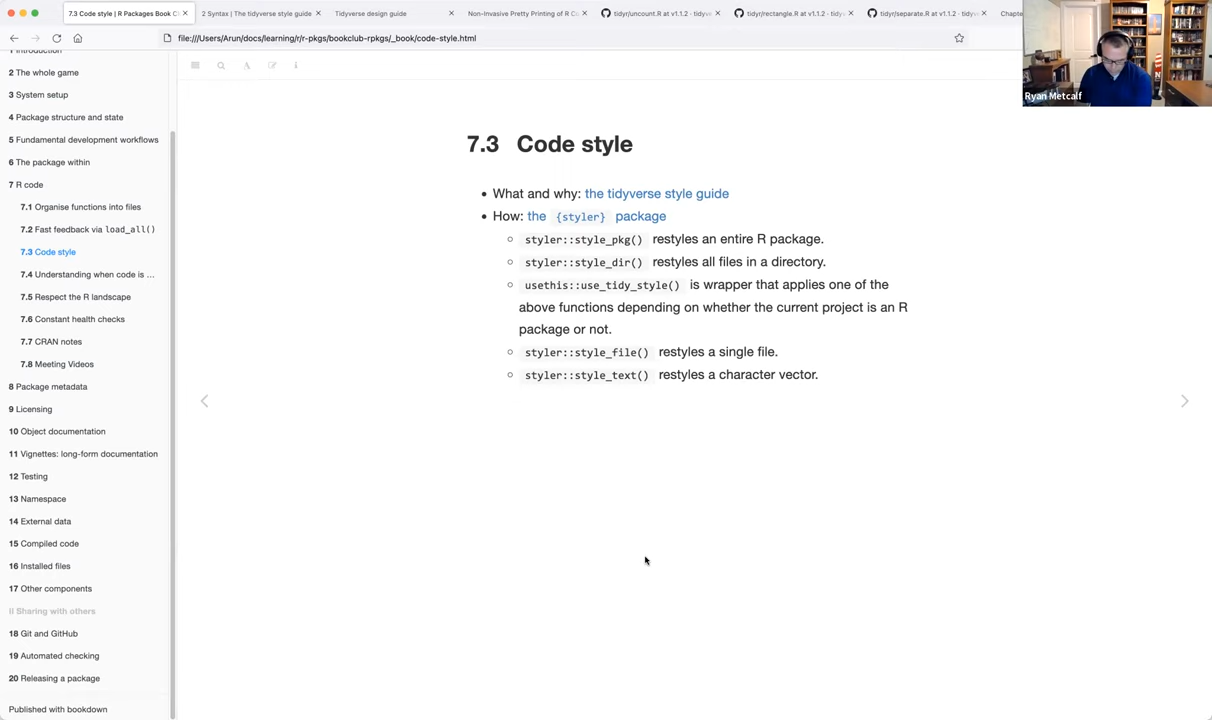 7.3 Code style | R Packages Book C
2 Syntax | The tidyverse style guide
Tidyverse design guide
Non-Invasive Pretty Printing of R C
tidyr/uncount.R at v1.1.2 · tidyv
tidyr/rectangle.R at v1.1.2 · tidyv
tidyr/separate.R at v1.1.2 · tidyv
Chapte
file:///Users/Arun/docs/learning/r/r-pkgs/bookclub-rpkgs/_book/code-style.html
Ryan Metcalf
1 Introduction
2 The whole game
3 System setup
4 Package structure and state
5 Fundamental development workflows
6 The package within
7 R code
7.1 Organise functions into files
7.2 Fast feedback via load_all()
7.3 Code style
7.4 Understanding when code is ...
7.5 Respect the R landscape
7.6 Constant health checks
7.7 CRAN notes
7.8 Meeting Videos
8 Package metadata
9 Licensing
10 Object documentation
11 Vignettes: long-form documentation
12 Testing
13 Namespace
14 External data
15 Compiled code
16 Installed files
17 Other components
II Sharing with others
18 Git and GitHub
19 Automated checking
20 Releasing a package
Published with bookdown
7.3 Code style
• What and why: the tidyverse style guide
• How: the {styler} package
styler::style_pkg() restyles an entire R package.
styler::style_dir() restyles all files in a directory.
usethis::use_tidy_style() is wrapper that applies one of the
above functions depending on whether the current project is an R
package or not.
styler::style_file() restyles a single file.
styler::style_text() restyles a character vector.